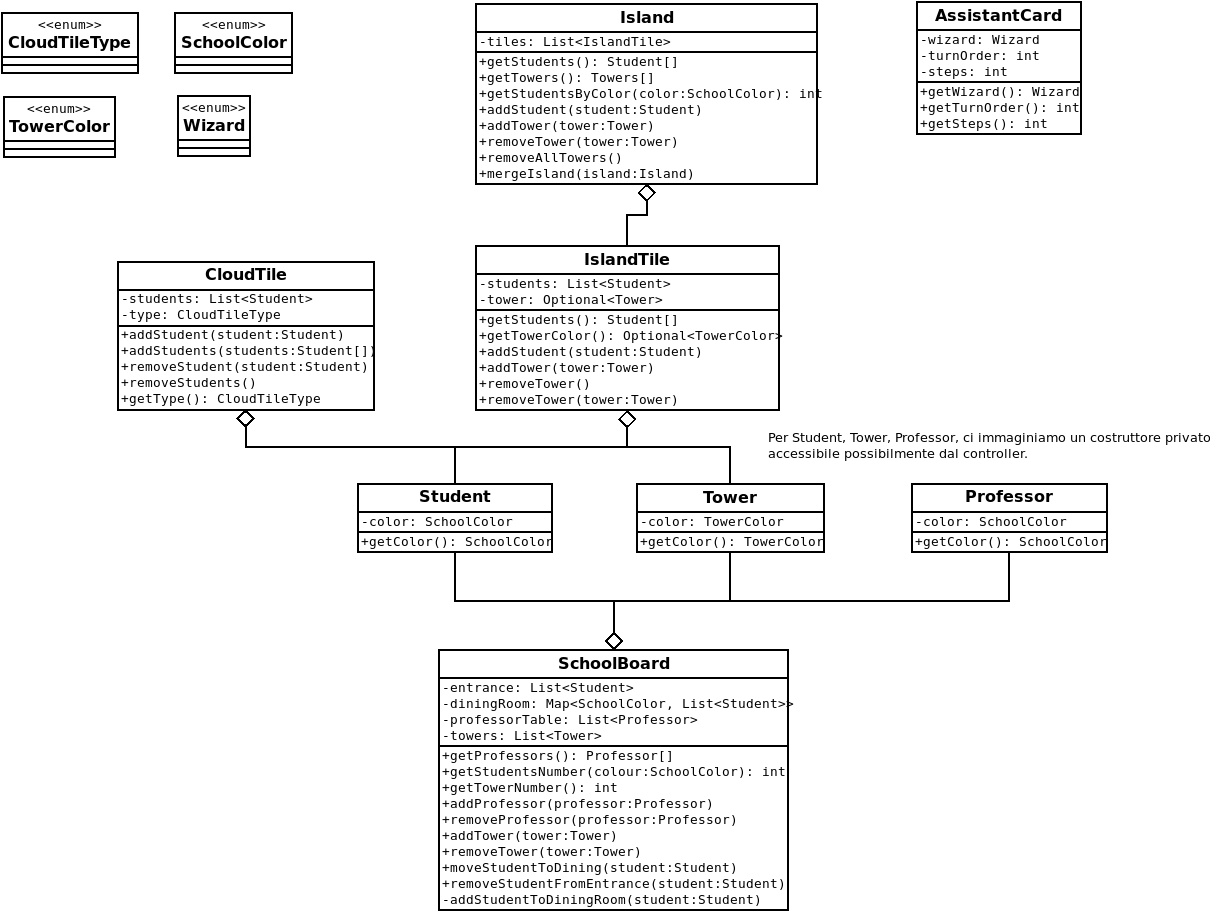 <<enum>>
CloudTileType
<<enum>>
SchoolColor
<<enum>>
TowerColor
<<enum>>
Wizard
Island
-tiles: List<IslandTile>
+getStudents(): Student[]
+getTowers(): Towers[]
+getStudentsByColor(color:SchoolColor): int
+addStudent(student:Student)
+addTower(tower:Tower)
+removeTower(tower:Tower)
+removeAllTowers()
+mergeIsland(island:Island)
AssistantCard
-wizard: Wizard
-turnOrder: int
-steps: int
+getWizard(): Wizard
+getTurnOrder(): int
+getSteps(): int
CloudTile
-students: List<Student>
-type: CloudTileType
+addStudent(student:Student)
+addStudents(students:Student[])
+removeStudent(student:Student)
+removeStudents()
+getType(): CloudTileType
IslandTile
-students: List<Student>
-tower: Optional<Tower>
+getStudents(): Student[]
+getTowerColor(): Optional<TowerColor>
+addStudent(student:Student)
+addTower(tower:Tower)
+removeTower()
+removeTower(tower:Tower)
Per Student, Tower, Professor, ci immaginiamo un costruttore privato
accessibile possibilmente dal controller.
Student
-color: SchoolColor
+getColor(): SchoolColor
Tower
-color: TowerColor
+getColor(): TowerColor
Professor
-color: SchoolColor
+getColor(): SchoolColor
SchoolBoard
-entrance: List<Student>
-diningRoom: Map<SchoolColor, List<Student>>
-professorTable: List<Professor>
-towers: List<Tower>
+getProfessors(): Professor[]
+getStudentsNumber(colour:SchoolColor): int
+getTowerNumber(): int
+addProfessor(professor:Professor)
+removeProfessor(professor:Professor)
+addTower(tower:Tower)
+removeTower(tower:Tower)
+moveStudentToDining(student:Student)
+removeStudentFromEntrance(student:Student)
-addStudentToDiningRoom(student:Student)